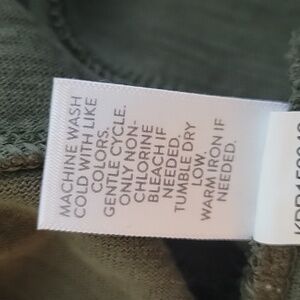 MACHINE WASH
COLD WITH LIKE
COLORS.
GENTLE CYCLE.
ONLY NON-
CHLORINE
BLEACH IF
NEEDED.
TUMBLE DRY
LOW.
WARM IRON IF
NEEDED.